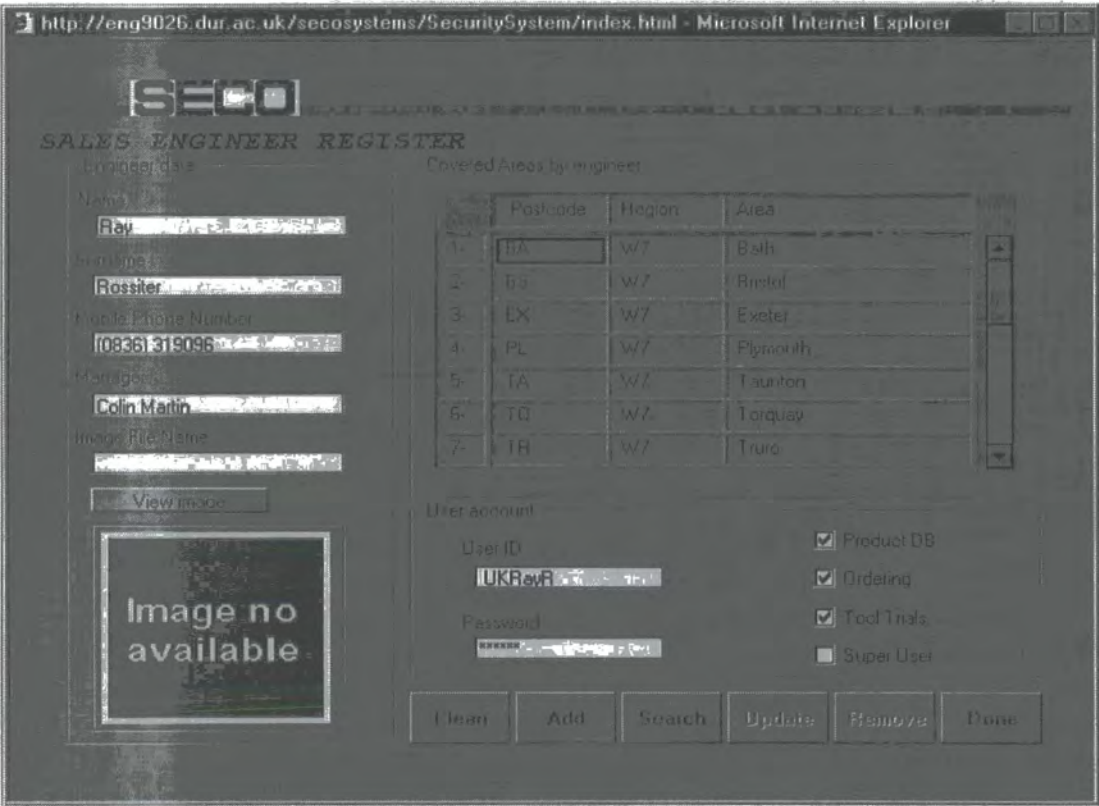 http://eng9026.dur.ac.uk/secosystems/SecuritySystem/index.html - Microsoft Internet Explorer
SECO
SALES ENGINEER REGISTER
Engineer data
Name
Ray
Surname
Rossiter
Mobile Phone Number
(0836) 319096
Manager
Colin Martin
Image File Name
View image
Image no
available
Covered Areas by engineer
Postcode Region Area
1- BA W7 Bath
2- BS W7 Bristol
3- EX W7 Exeter
4- PL W7 Plymouth
5- TA W7 Taunton
6- TQ W7 Torquay
7- TR W7 Truro
User account
User ID
UKRayR
Password
******
Product DB
Ordering
Tool Trials
Super User
Clean Add Search Update Remove Done